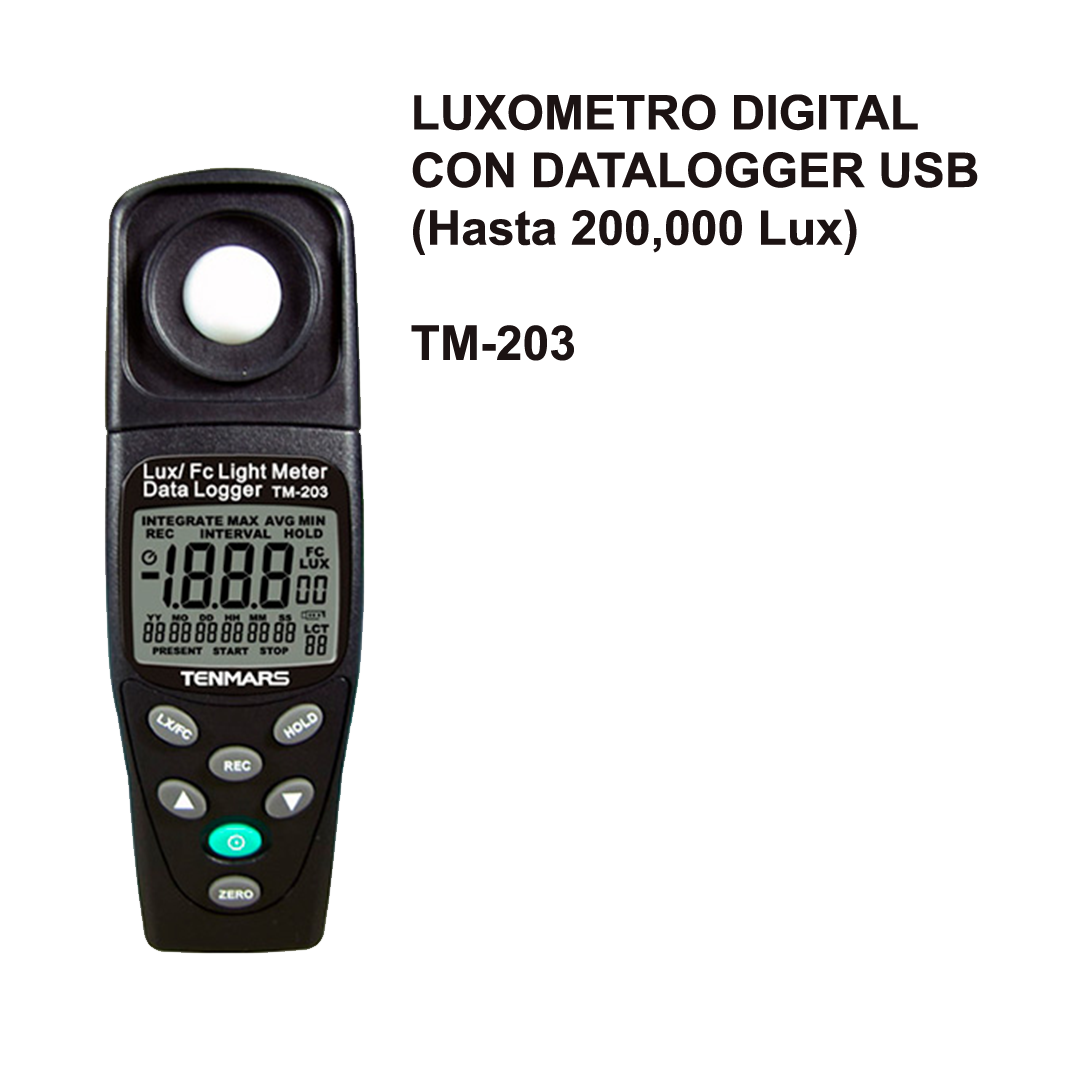 LUXOMETRO DIGITAL
CON DATALOGGER USB
(Hasta 200,000 Lux)
TM-203
Lux/ Fc Light Meter
Data Logger TM-203
INTEGRATE MAX AVG MIN
REC INTERVAL HOLD
-1.8.8.8 FC
LUX
00
YY MO DD HH MM SS
88 88 88 88 88 88 LCT
88
PRESENT START STOP
TENMARS
LX/FC HOLD
REC
▲ ▼
ZERO